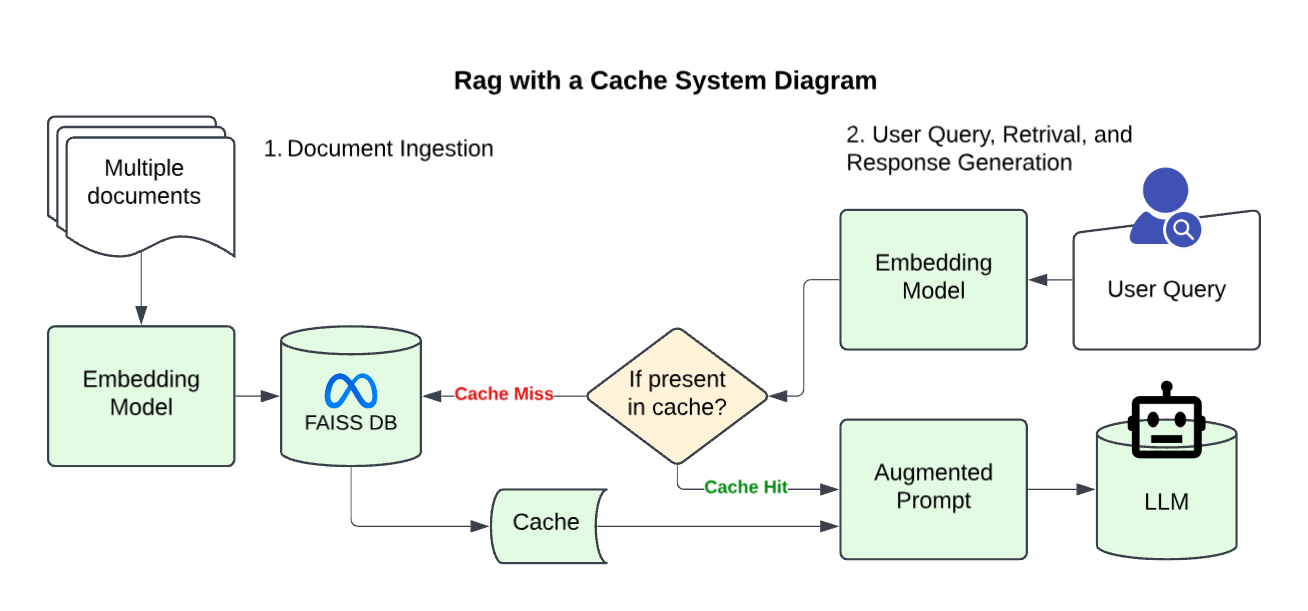 Rag with a Cache System Diagram
1. Document Ingestion
2. User Query, Retrival, and
Response Generation
Multiple
documents
Embedding
Model
FAISS DB
Cache Miss
If present
in cache?
Embedding
Model
User Query
Cache Hit
Cache
Augmented
Prompt
LLM